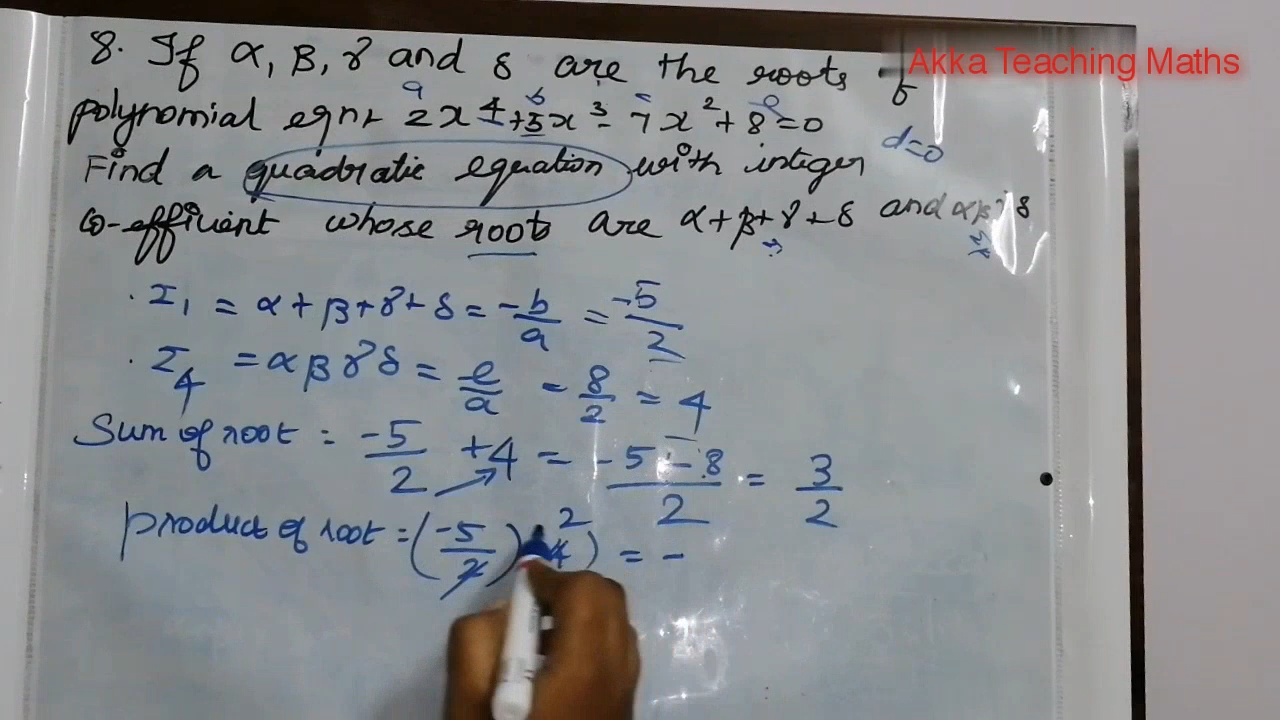 Akka Teaching Maths
8. If α, β, γ and δ are the roots of
a b c e
polynomial eqn 2x⁴+5x³-7x²+8=0
d=0
Find a quadratic equation with integer
Co-efficient whose roots are α+β+γ+δ and αβγδ
Σ₁ = α+β+γ+δ = -b/a = -5/2
Σ₄ = αβγδ = e/a = 8/2 = 4
Sum of root = -5/2 +4 = -5-8/2 = 3/2
product of root = (-5/2) 4) = -
2